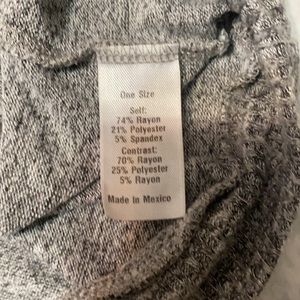 One Size
Self:
74% Rayon
21% Polyester
5% Spandex
Contrast:
70% Rayon
25% Polyester
5% Rayon
Made in Mexico